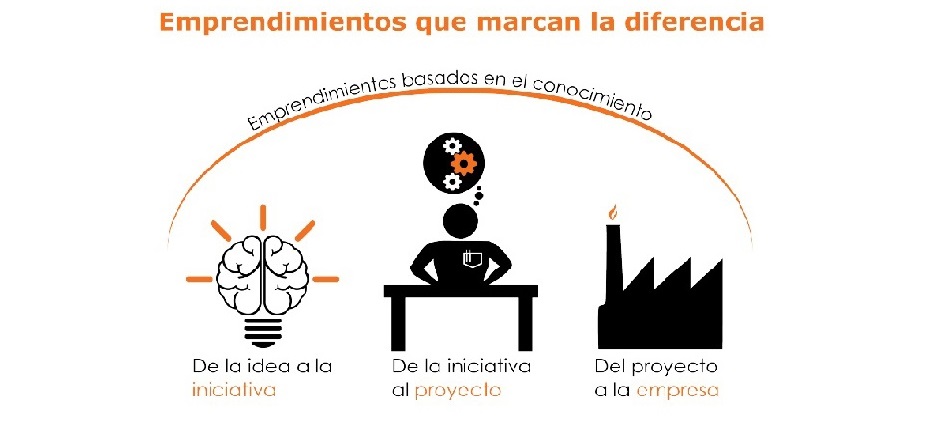 Emprendimientos que marcan la diferencia
Emprendimientos basados en el conocimiento
De la idea a la
iniciativa
De la iniciativa
al proyecto
Del proyecto
a la empresa